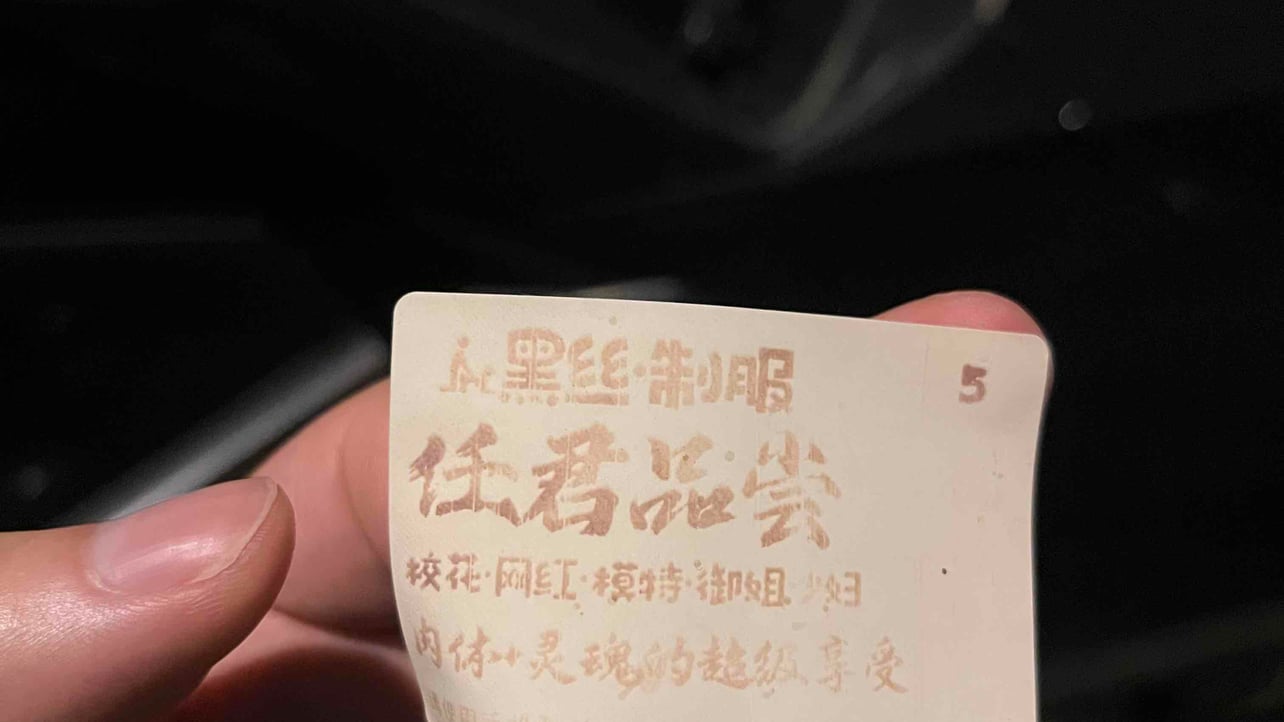 黑丝·制服
5
任君品尝
校花·网红·模特·御姐 少妇
肉体 灵魂的超级享受